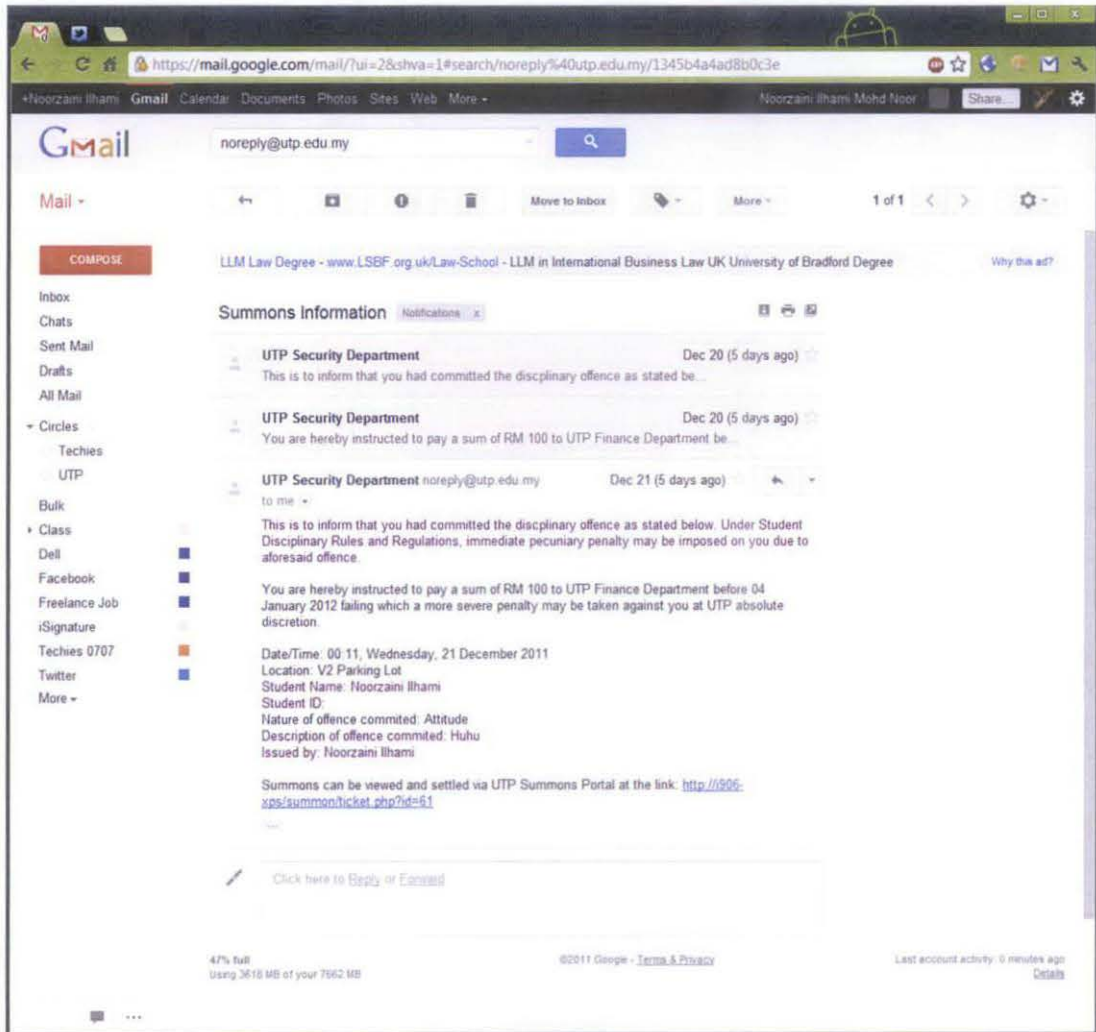 https://mail.google.com/mail/?ui=2&shva=1#search/noreply%40utp.edu.my/1345b4a4ad8b0c3e
+Noorzaini Ilhami Gmail Calendar Documents Photos Sites Web More
Noorzaini Ilhami Mohd Noor Share...
Gmail
noreply@utp.edu.my
Mail
Move to Inbox
More
1 of 1
COMPOSE
LLM Law Degree - www.LSBF.org.uk/Law-School - LLM in International Business Law UK University of Bradford Degree
Why this ad?
Inbox
Chats
Sent Mail
Drafts
All Mail
Circles
Techies
UTP
Bulk
Class
Dell
Facebook
Freelance Job
iSignature
Techies 0707
Twitter
More
Summons Information Notifications x
UTP Security Department Dec 20 (5 days ago)
This is to inform that you had committed the discplinary offence as stated be...
UTP Security Department Dec 20 (5 days ago)
You are hereby instructed to pay a sum of RM 100 to UTP Finance Department be...
UTP Security Department noreply@utp.edu.my Dec 21 (5 days ago)
to me
This is to inform that you had committed the discplinary offence as stated below. Under Student
Disciplinary Rules and Regulations, immediate pecuniary penalty may be imposed on you due to
aforesaid offence.
You are hereby instructed to pay a sum of RM 100 to UTP Finance Department before 04
January 2012 failing which a more severe penalty may be taken against you at UTP absolute
discretion.
Date/Time: 00:11, Wednesday, 21 December 2011
Location: V2 Parking Lot
Student Name: Noorzaini Ilhami
Student ID:
Nature of offence commited: Attitude
Description of offence commited: Huhu
Issued by: Noorzaini Ilhami
Summons can be viewed and settled via UTP Summons Portal at the link: http://i906-
xps/summon/ticket.php?id=61
...
Click here to Reply or Forward
47% full
Using 3618 MB of your 7662 MB
©2011 Google - Terms & Privacy
Last account activity: 0 minutes ago
Details